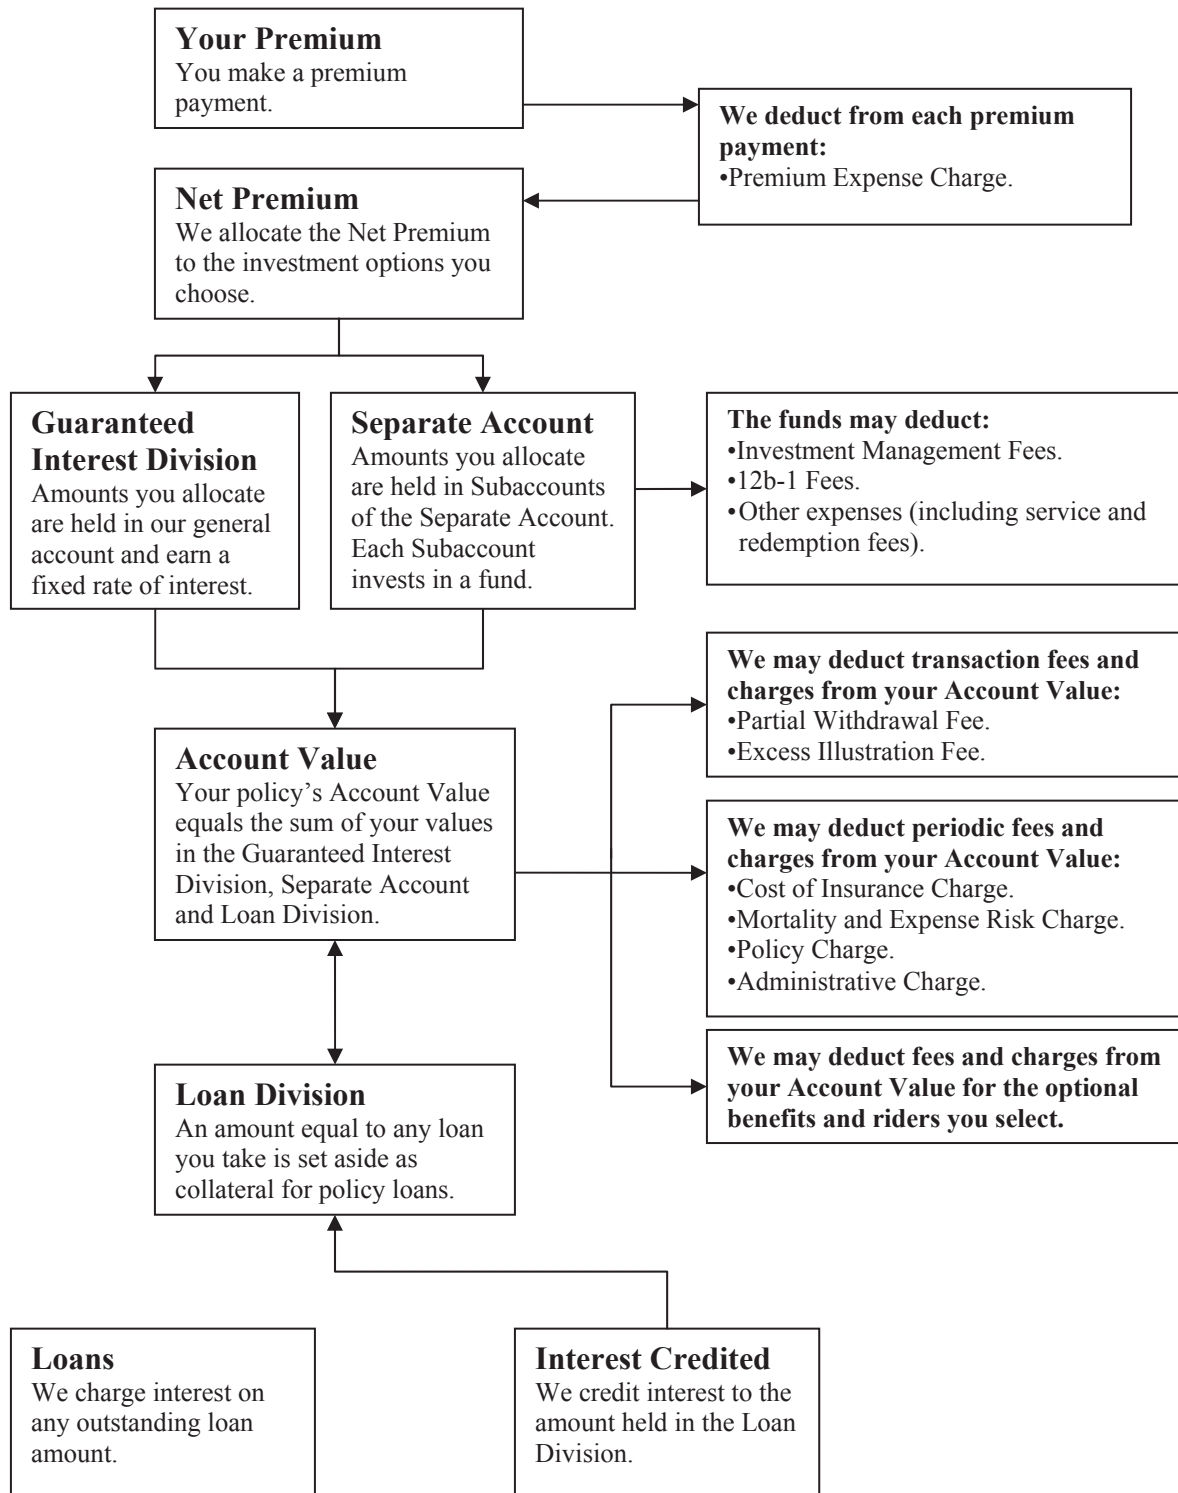 Your Premium
You make a premium
payment.
We deduct from each premium
payment:
•Premium Expense Charge.
Net Premium
We allocate the Net Premium
to the investment options you
choose.
Guaranteed
Interest Division
Amounts you allocate
are held in our general
account and earn a
fixed rate of interest.
Separate Account
Amounts you allocate
are held in Subaccounts
of the Separate Account.
Each Subaccount
invests in a fund.
The funds may deduct:
•Investment Management Fees.
•12b-1 Fees.
•Other expenses (including service and
redemption fees).
We may deduct transaction fees and
charges from your Account Value:
•Partial Withdrawal Fee.
•Excess Illustration Fee.
Account Value
Your policy’s Account Value
equals the sum of your values
in the Guaranteed Interest
Division, Separate Account
and Loan Division.
We may deduct periodic fees and
charges from your Account Value:
•Cost of Insurance Charge.
•Mortality and Expense Risk Charge.
•Policy Charge.
•Administrative Charge.
We may deduct fees and charges from
your Account Value for the optional
benefits and riders you select.
Loan Division
An amount equal to any loan
you take is set aside as
collateral for policy loans.
Loans
We charge interest on
any outstanding loan
amount.
Interest Credited
We credit interest to the
amount held in the Loan
Division.